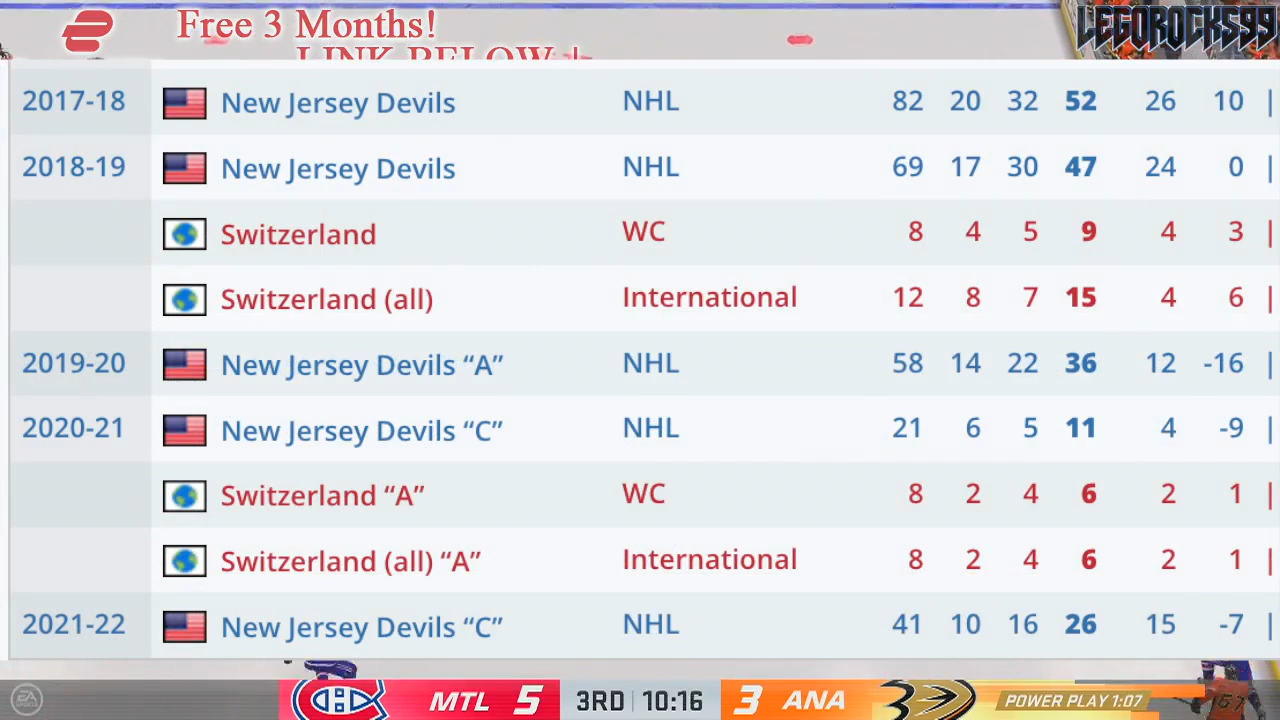 Free 3 Months!
LINK BELOW
LEGOROCKS99
2017-18 New Jersey Devils NHL 82 20 32 52 26 10 |
2018-19 New Jersey Devils NHL 69 17 30 47 24 0 |
Switzerland WC 8 4 5 9 4 3 |
Switzerland (all) International 12 8 7 15 4 6 |
2019-20 New Jersey Devils “A” NHL 58 14 22 36 12 -16 |
2020-21 New Jersey Devils “C” NHL 21 6 5 11 4 -9 |
Switzerland “A” WC 8 2 4 6 2 1 |
Switzerland (all) “A” International 8 2 4 6 2 1 |
2021-22 New Jersey Devils “C” NHL 41 10 16 26 15 -7 |
EA SPORTS MTL 5 3RD 10:16 3 ANA POWER PLAY 1:07